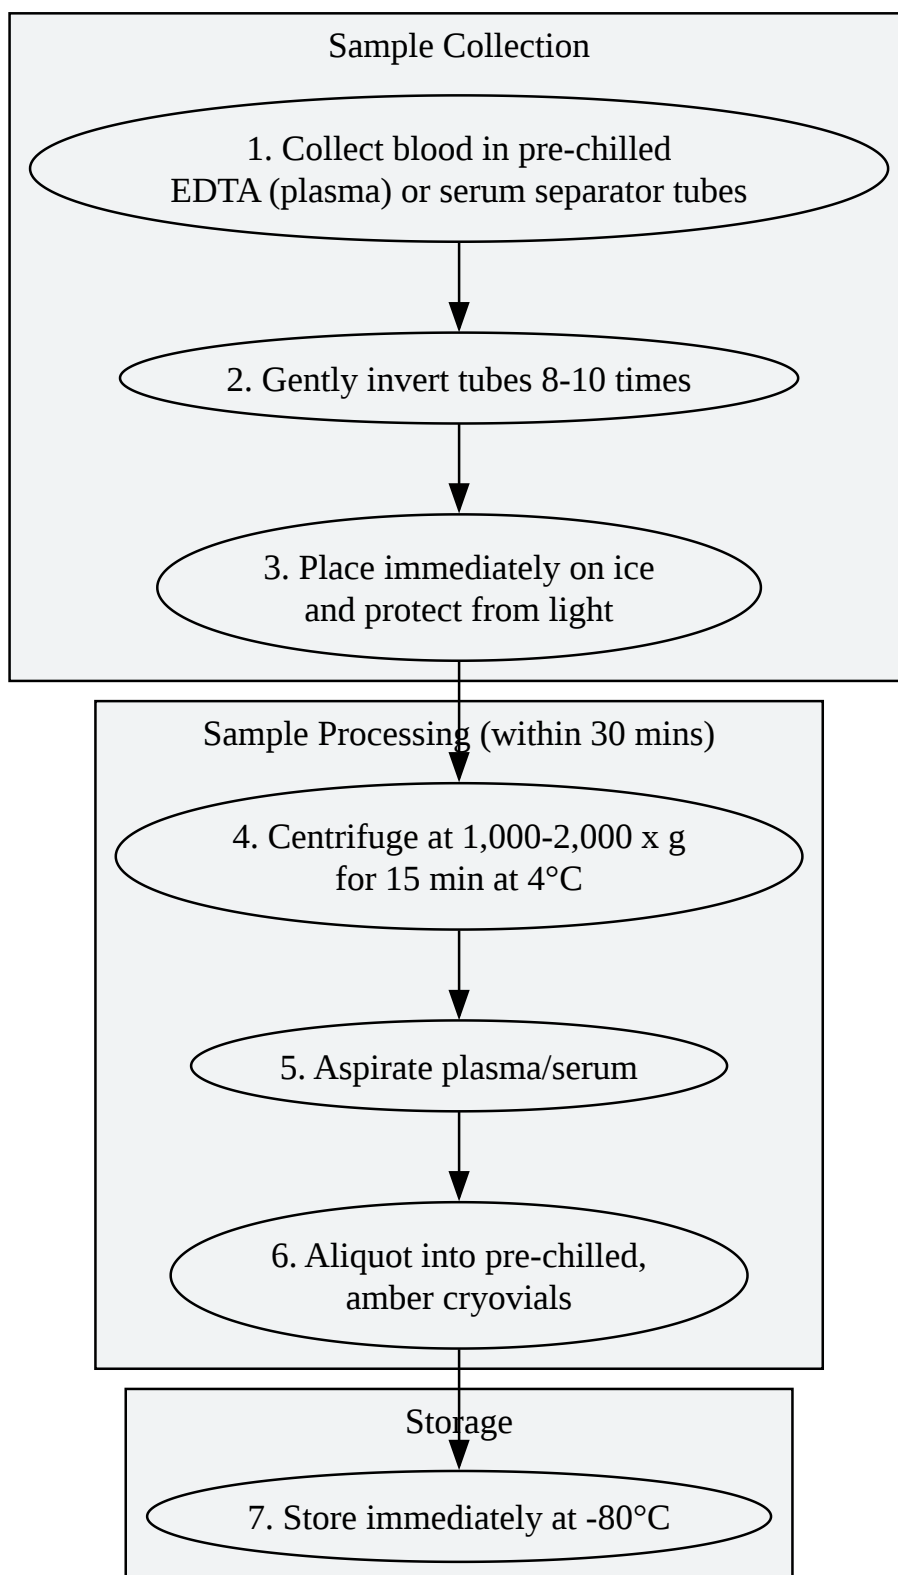 Sample Collection
1. Collect blood in pre-chilled
EDTA (plasma) or serum separator tubes
2. Gently invert tubes 8-10 times
3. Place immediately on ice
and protect from light
Sample Processing (within 30 mins)
4. Centrifuge at 1,000-2,000 x g
for 15 min at 4°C
5. Aspirate plasma/serum
6. Aliquot into pre-chilled,
amber cryovials
Storage
7. Store immediately at -80°C